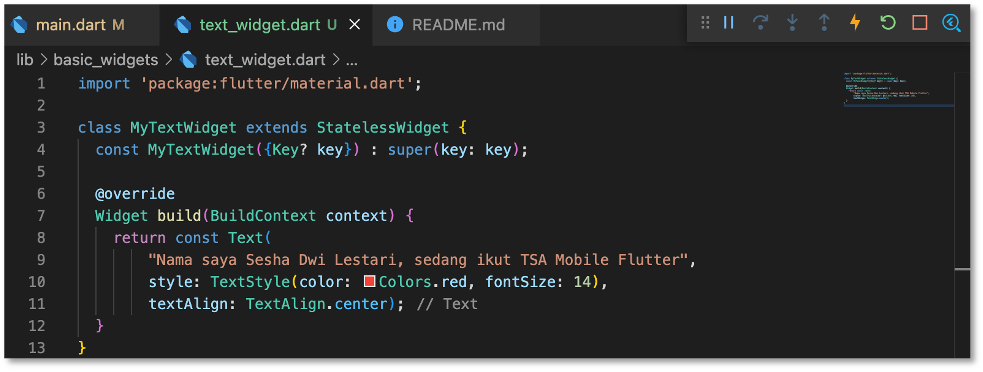 main.dart M
text_widget.dart U
README.md
lib > basic_widgets > text_widget.dart > ...
1 import 'package:flutter/material.dart';
2
3 class MyTextWidget extends StatelessWidget {
4 const MyTextWidget({Key? key}) : super(key: key);
5
6 @override
7 Widget build(BuildContext context) {
8 return const Text(
9 "Nama saya Sesha Dwi Lestari, sedang ikut TSA Mobile Flutter",
10 style: TextStyle(color: Colors.red, fontSize: 14),
11 textAlign: TextAlign.center); // Text
12 }
13 }